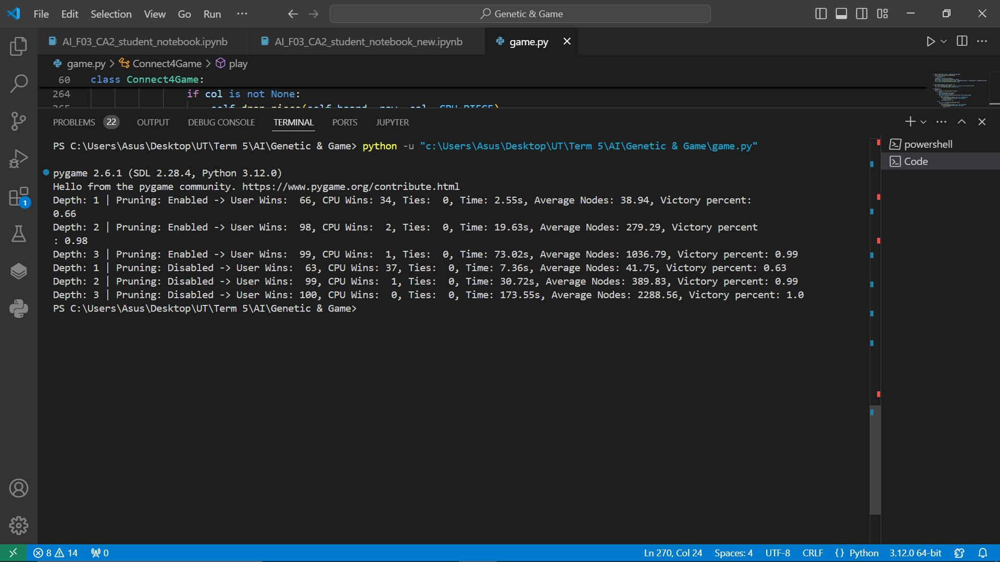 File Edit Selection View Go Run ··· Genetic & Game
AI_F03_CA2_student_notebook.ipynb AI_F03_CA2_student_notebook_new.ipynb game.py
game.py > Connect4Game > play
60 class Connect4Game:
264 if col is not None:
265 self.drop_piece(self.board, row, col, CPU_PIECE)
PROBLEMS 22 OUTPUT DEBUG CONSOLE TERMINAL PORTS JUPYTER
PS C:\Users\Asus\Desktop\UT\Term 5\AI\Genetic & Game> python -u "c:\Users\Asus\Desktop\UT\Term 5\AI\Genetic & Game\game.py"
powershell
Code
pygame 2.6.1 (SDL 2.28.4, Python 3.12.0)
Hello from the pygame community. https://www.pygame.org/contribute.html
Depth: 1 | Pruning: Enabled -> User Wins:  66, CPU Wins: 34, Ties:  0, Time: 2.55s, Average Nodes: 38.94, Victory percent:
0.66
Depth: 2 | Pruning: Enabled -> User Wins:  98, CPU Wins:  2, Ties:  0, Time: 19.63s, Average Nodes: 279.29, Victory percent
: 0.98
Depth: 3 | Pruning: Enabled -> User Wins:  99, CPU Wins:  1, Ties:  0, Time: 73.02s, Average Nodes: 1036.79, Victory percent: 0.99
Depth: 1 | Pruning: Disabled -> User Wins:  63, CPU Wins: 37, Ties:  0, Time: 7.36s, Average Nodes: 41.75, Victory percent: 0.63
Depth: 2 | Pruning: Disabled -> User Wins:  99, CPU Wins:  1, Ties:  0, Time: 30.72s, Average Nodes: 389.83, Victory percent: 0.99
Depth: 3 | Pruning: Disabled -> User Wins: 100, CPU Wins:  0, Ties:  0, Time: 173.55s, Average Nodes: 2288.56, Victory percent: 1.0
PS C:\Users\Asus\Desktop\UT\Term 5\AI\Genetic & Game>
1
8 14 0 Ln 270, Col 24 Spaces: 4 UTF-8 CRLF {} Python 3.12.0 64-bit